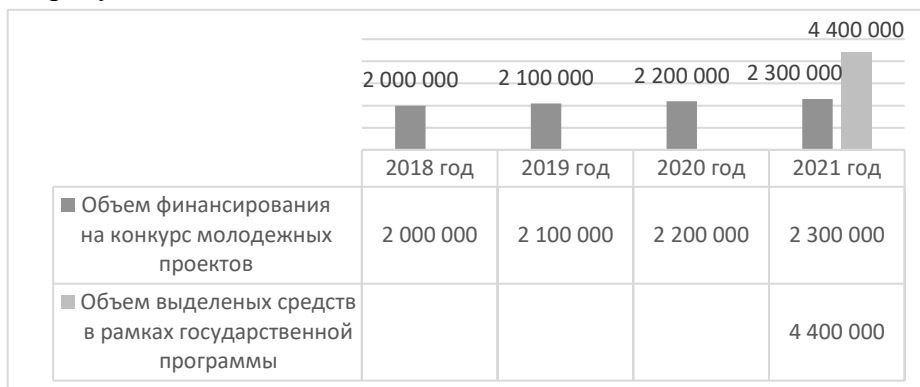 4 400 000
2 000 000 2 100 000 2 200 000 2 300 000
2018 год 2019 год 2020 год 2021 год
Объем финансирования
на конкурс молодежных
проектов
2 000 000 2 100 000 2 200 000 2 300 000
Объем выделеных средств
в рамках государственной
программы
4 400 000